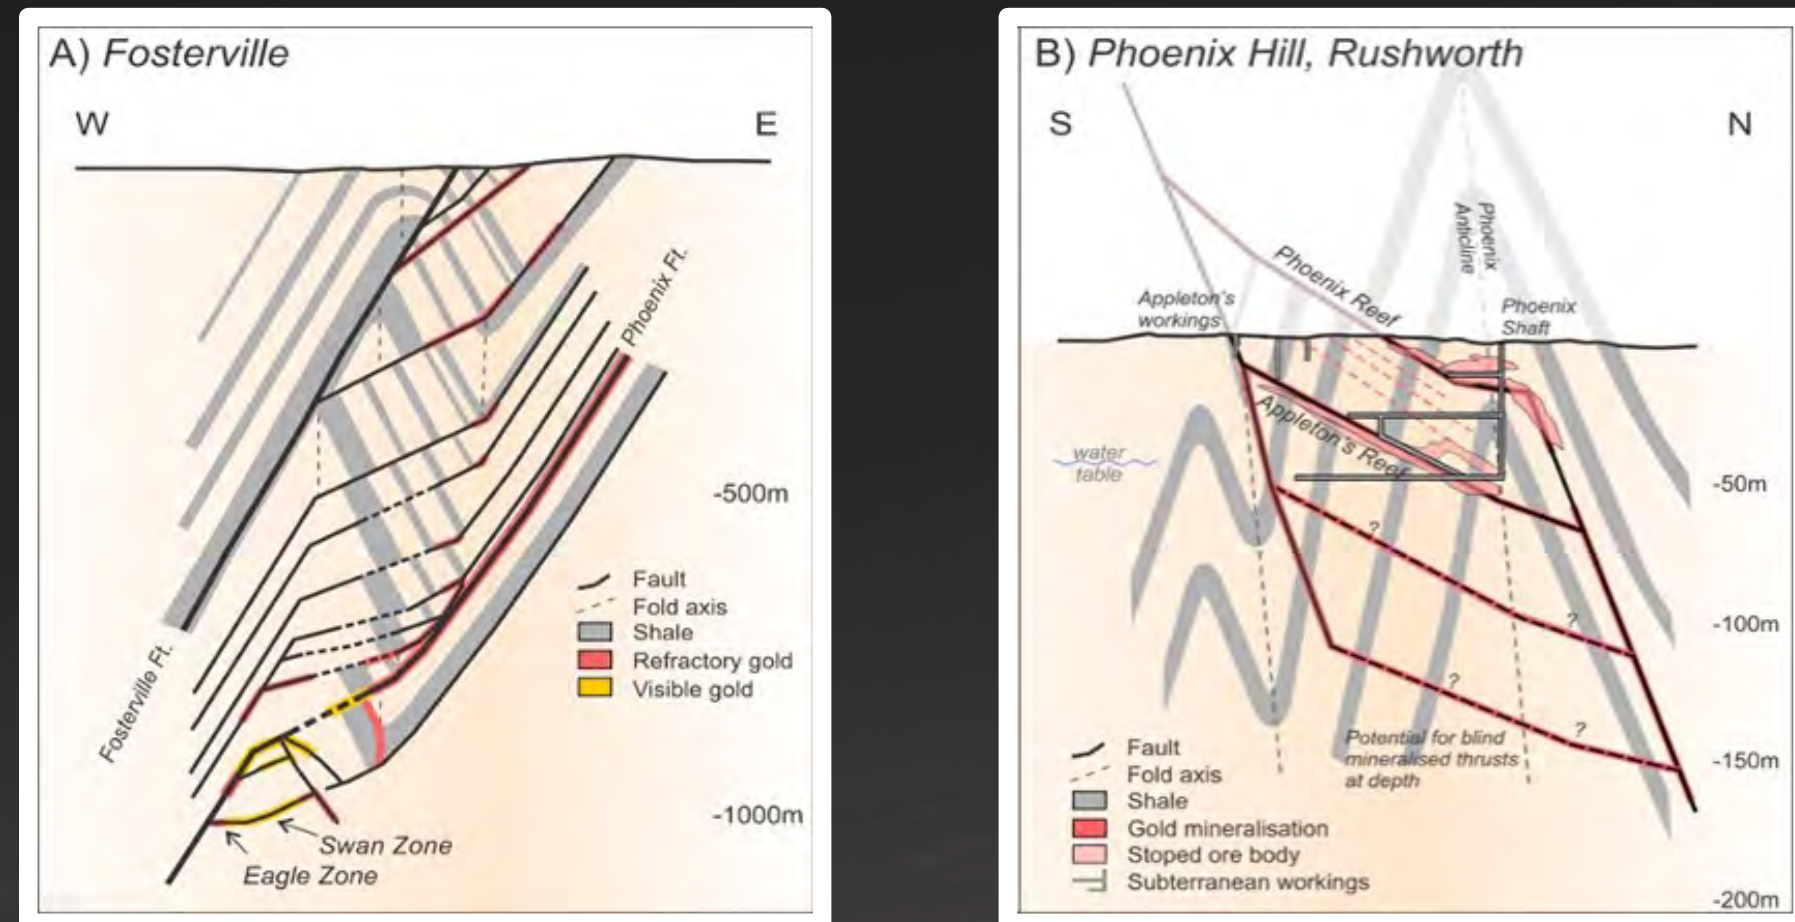 A) Fosterville
W
E
Phoenix Ft.
-500m
Fault
Fold axis
Shale
Refractory gold
Visible gold
Fosterville Ft.
-1000m
Swan Zone
Eagle Zone
B) Phoenix Hill, Rushworth
S
N
Phoenix
Anticline
Phoenix Reef
Appleton's
workings
Phoenix
Shaft
Appleton's Reef
water
table
-50m
?
?
-100m
?
?
Potential for blind
mineralised thrusts
at depth
-150m
Fault
Fold axis
Shale
Gold mineralisation
Stoped ore body
Subterranean workings
-200m